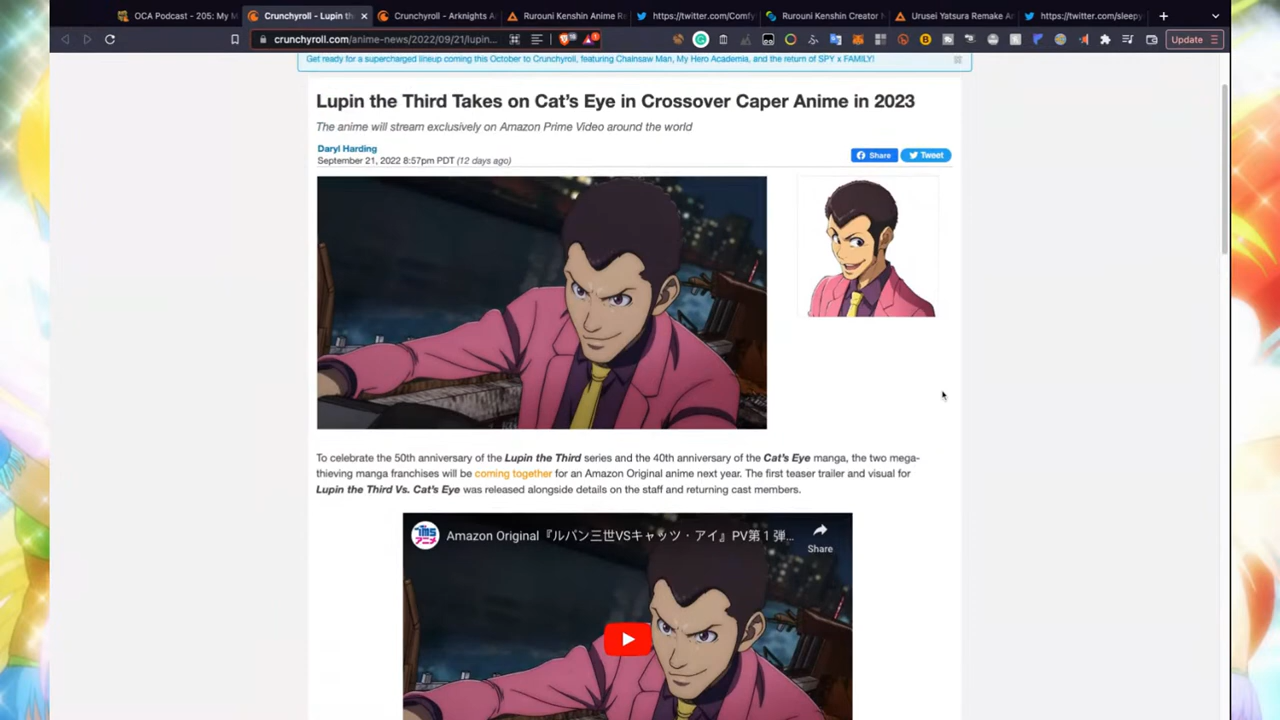 OCA Podcast - 205: My M
Crunchyroll - Lupin th
Crunchyroll - Arknights A
Rurouni Kenshin Anime R
https://twitter.com/Comfy
Rurouni Kenshin Creator
Urusei Yatsura Remake A
https://twitter.com/sleepy
crunchyroll.com/anime-news/2022/09/21/lupin...
Update
Get ready for a supercharged lineup coming this October to Crunchyroll, featuring Chainsaw Man, My Hero Academia, and the return of SPY x FAMILY!
Lupin the Third Takes on Cat's Eye in Crossover Caper Anime in 2023
The anime will stream exclusively on Amazon Prime Video around the world
Daryl Harding
September 21, 2022 8:57pm PDT (12 days ago)
Share
Tweet
To celebrate the 50th anniversary of the Lupin the Third series and the 40th anniversary of the Cat's Eye manga, the two mega-
thieving manga franchises will be coming together for an Amazon Original anime next year. The first teaser trailer and visual for
Lupin the Third Vs. Cat's Eye was released alongside details on the staff and returning cast members.
Amazon Original『ルパン三世VSキャッツ・アイ』PV第1弾...
Share